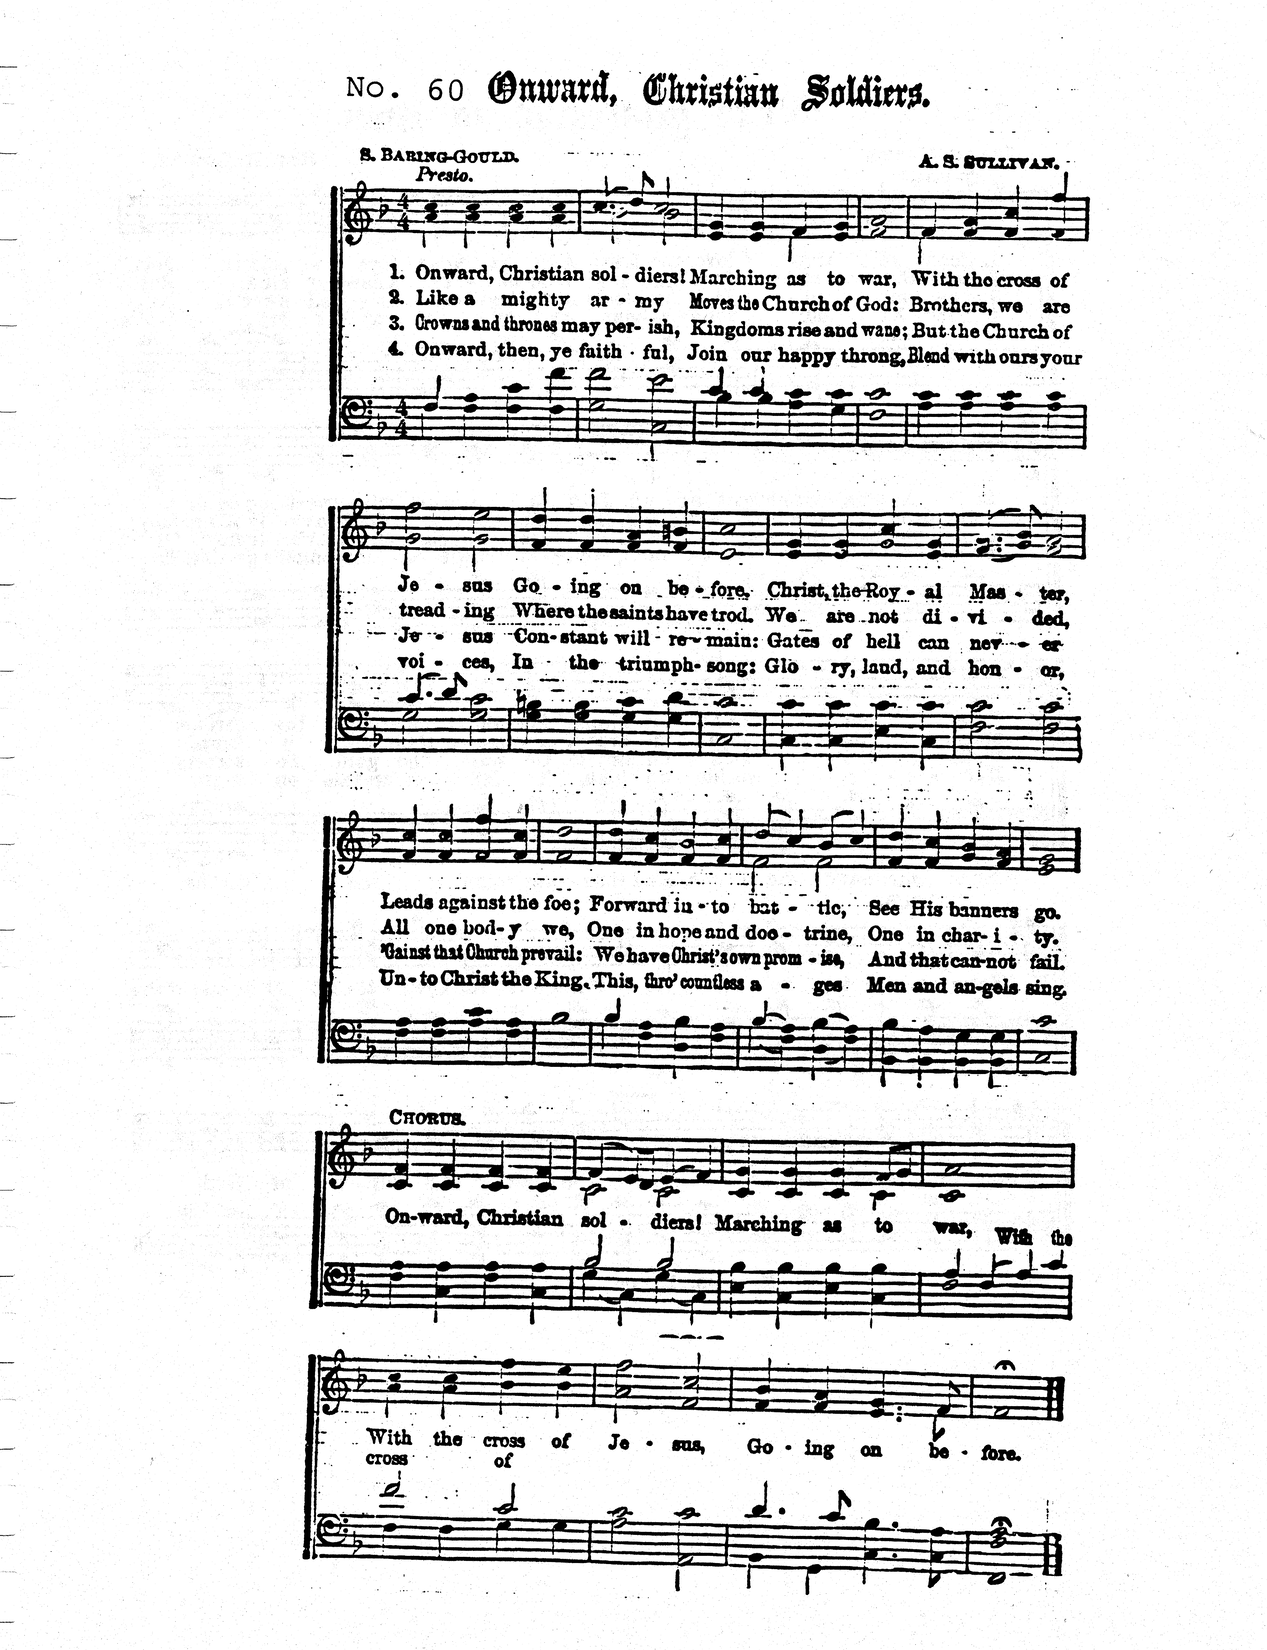 No. 60 Onward, Christian Soldiers.
S. BARING-GOULD. A. S. SULLIVAN.
Presto.
1. Onward, Christian sol - diers! Marching as to war, With the cross of
2. Like a mighty ar - my Moves the Church of God: Brothers, we are
3. Crowns and thrones may per- ish, Kingdoms rise and wane; But the Church of
4. Onward, then, ye faith - ful, Join our happy throng, Blend with ours your
Je - sus Go - ing on be - fore. Christ, the Roy - al Mas - ter,
tread - ing Where the saints have trod. We are not di - vi - ded,
Je - sus Con-stant will re - main: Gates of hell can nev - er
voi - ces, In the triumph-song: Glo - ry, laud, and hon - or,
Leads against the foe; Forward in - to bat - tle, See His banners go.
All one bod-y we, One in hope and doc - trine, One in char- i - ty.
'Gainst that Church prevail: We have Christ's own prom - ise, And that can-not fail.
Un-to Christ the King. This, thro' countless a - ges Men and an-gels sing.
CHORUS.
On-ward, Christian sol - diers! Marching as to war, With the
With the cross of Je - sus, Go - ing on be - fore.
cross of